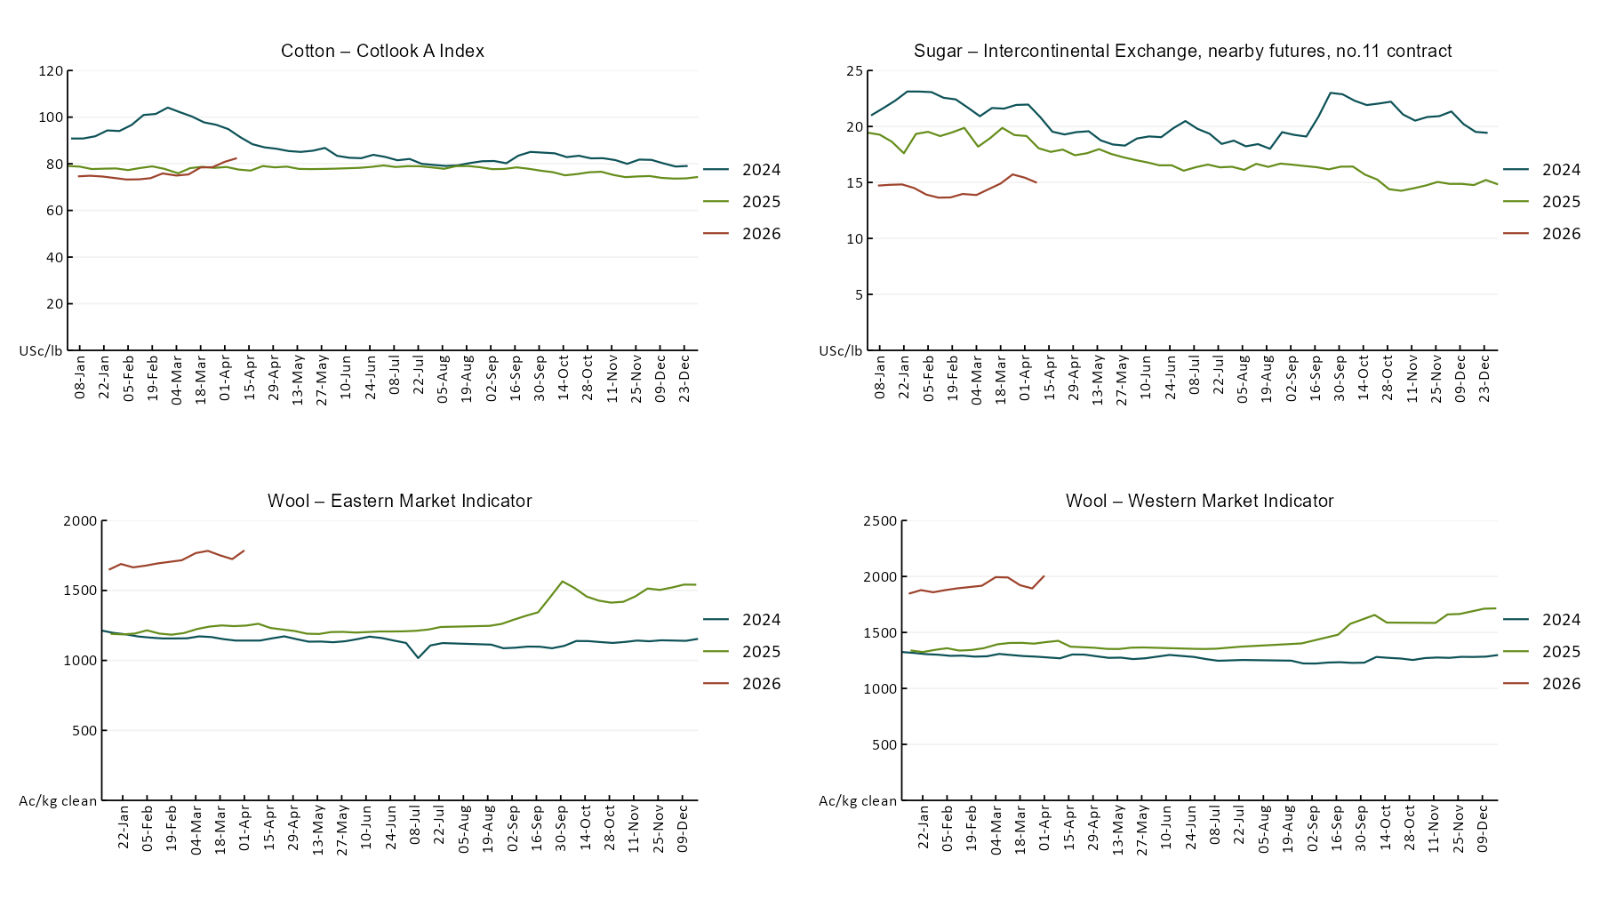 Cotton – Cotlook A Index
120
100
80
60
40
20
USc/lb
08-Jan
22-Jan
05-Feb
19-Feb
04-Mar
18-Mar
01-Apr
15-Apr
29-Apr
13-May
27-May
10-Jun
24-Jun
08-Jul
22-Jul
05-Aug
19-Aug
02-Sep
16-Sep
30-Sep
14-Oct
28-Oct
11-Nov
25-Nov
09-Dec
23-Dec
2024
2025
2026
Sugar – Intercontinental Exchange, nearby futures, no.11 contract
25
20
15
10
5
USc/lb
08-Jan
22-Jan
05-Feb
19-Feb
04-Mar
18-Mar
01-Apr
15-Apr
29-Apr
13-May
27-May
10-Jun
24-Jun
08-Jul
22-Jul
05-Aug
19-Aug
02-Sep
16-Sep
30-Sep
14-Oct
28-Oct
11-Nov
25-Nov
09-Dec
23-Dec
2024
2025
2026
Wool – Eastern Market Indicator
2000
1500
1000
500
Ac/kg clean
22-Jan
05-Feb
19-Feb
04-Mar
18-Mar
01-Apr
15-Apr
29-Apr
13-May
27-May
10-Jun
24-Jun
08-Jul
22-Jul
05-Aug
19-Aug
02-Sep
16-Sep
30-Sep
14-Oct
28-Oct
11-Nov
25-Nov
09-Dec
2024
2025
2026
Wool – Western Market Indicator
2500
2000
1500
1000
500
Ac/kg clean
22-Jan
05-Feb
19-Feb
04-Mar
18-Mar
01-Apr
15-Apr
29-Apr
13-May
27-May
10-Jun
24-Jun
08-Jul
22-Jul
05-Aug
19-Aug
02-Sep
16-Sep
30-Sep
14-Oct
28-Oct
11-Nov
25-Nov
09-Dec
2024
2025
2026